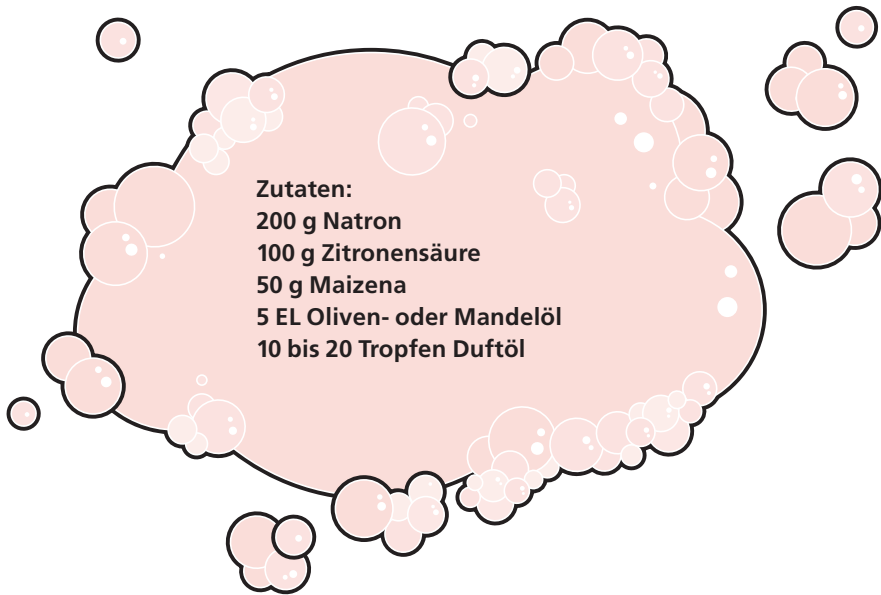 Zutaten:
200 g Natron
100 g Zitronensäure
50 g Maizena
5 EL Oliven- oder Mandelöl
10 bis 20 Tropfen Duftöl